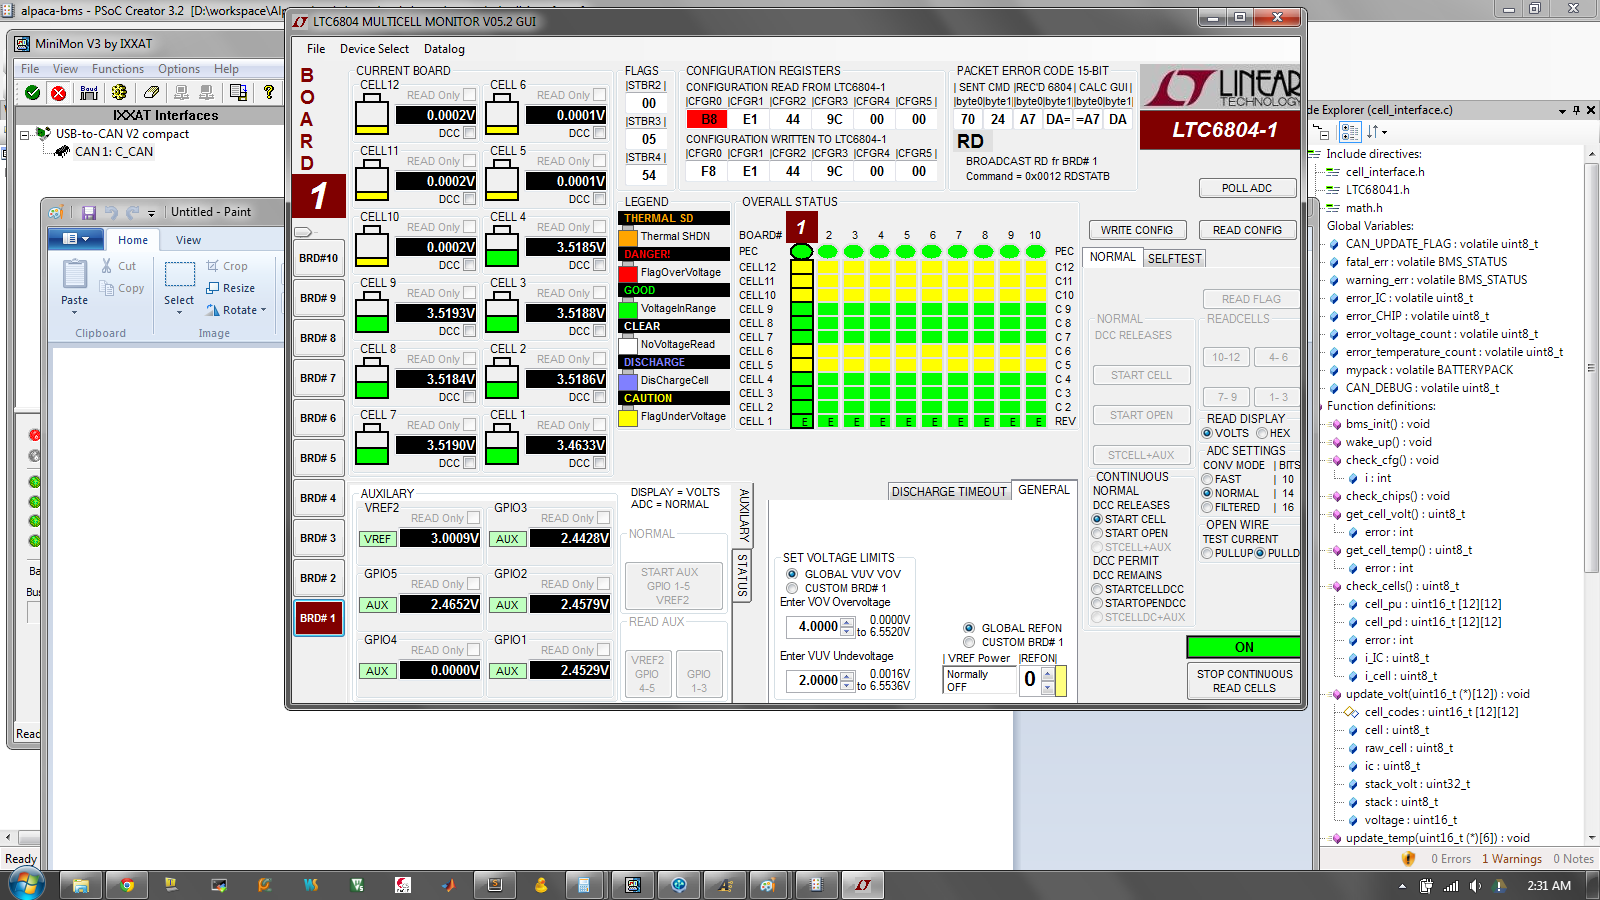 alpaca-bms - PSoC Creator 3.2 [D:\workspace\Alp
LTC6804 MULTICELL MONITOR V05.2 GUI
MiniMon V3 by IXXAT
File View Functions Options Help
Baud
IXXAT Interfaces
USB-to-CAN V2 compact
CAN 1: C_CAN
Untitled - Paint
Home View
Paste
Cut
Copy
Clipboard
Select
Crop
Resize
Rotate
Image
Ba
Bus
Read
Ready
File Device Select Datalog
BOARD
1
BRD#10
BRD# 9
BRD# 8
BRD# 7
BRD# 6
BRD# 5
BRD# 4
BRD# 3
BRD# 2
BRD# 1
CURRENT BOARD
CELL12 READ Only 0.0002V DCC
CELL 6 READ Only 0.0001V DCC
CELL11 READ Only 0.0002V DCC
CELL 5 READ Only 0.0001V DCC
CELL10 READ Only 0.0002V DCC
CELL 4 READ Only 3.5185V DCC
CELL 9 READ Only 3.5193V DCC
CELL 3 READ Only 3.5188V DCC
CELL 8 READ Only 3.5184V DCC
CELL 2 READ Only 3.5186V DCC
CELL 7 READ Only 3.5190V DCC
CELL 1 READ Only 3.4633V DCC
FLAGS
|STBR2|
00
|STBR3|
05
|STBR4|
54
CONFIGURATION REGISTERS
CONFIGURATION READ FROM LTC6804-1
|CFGR0 |CFGR1 |CFGR2 |CFGR3 |CFGR4 |CFGR5 |
B8 E1 44 9C 00 00
CONFIGURATION WRITTEN TO LTC6804-1
|CFGR0 |CFGR1 |CFGR2 |CFGR3 |CFGR4 |CFGR5 |
F8 E1 44 9C 00 00
PACKET ERROR CODE 15-BIT
| SENT CMD |REC'D 6804| CALC GUI |
|byte0|byte1|byte0|byte1|byte0|byte1|
70 24 A7 DA= =A7 DA
RD
BROADCAST RD fr BRD# 1
Command = 0x0012 RDSTATB
LINEAR
TECHNOLOGY
LTC6804-1
POLL ADC
WRITE CONFIG
READ CONFIG
LEGEND
THERMAL SD
Thermal SHDN
DANGER!
FlagOverVoltage
GOOD
VoltageInRange
CLEAR
NoVoltageRead
DISCHARGE
DisChargeCell
CAUTION
FlagUnderVoltage
OVERALL STATUS
BOARD# 1 2 3 4 5 6 7 8 9 10
PEC PEC
CELL12 C12
CELL11 C11
CELL10 C10
CELL 9 C 9
CELL 8 C 8
CELL 7 C 7
CELL 6 C 6
CELL 5 C 5
CELL 4 C 4
CELL 3 C 3
CELL 2 C 2
CELL 1 E E E E E E E E E E REV
NORMAL SELFTEST
READ FLAG
NORMAL
DCC RELEASES
START CELL
START OPEN
STCELL+AUX
READCELLS
10-12 4- 6
7- 9 1- 3
READ DISPLAY
VOLTS HEX
ADC SETTINGS
CONV MODE | BITS
FAST | 10
NORMAL | 14
FILTERED | 16
OPEN WIRE
TEST CURRENT
PULLUP PULLD
CONTINUOUS
NORMAL
DCC RELEASES
START CELL
START OPEN
STCELL+AUX
DCC PERMIT
DCC REMAINS
STARTCELLDCC
STARTOPENDCC
STCELLDC+AUX
ON
STOP CONTINUOUS
READ CELLS
AUXILARY
VREF2 READ Only VREF 3.0009V
GPIO3 READ Only AUX 2.4428V
GPIO5 READ Only AUX 2.4652V
GPIO2 READ Only AUX 2.4579V
GPIO4 READ Only AUX 0.0000V
GPIO1 READ Only AUX 2.4529V
DISPLAY = VOLTS
ADC = NORMAL
NORMAL
START AUX
GPIO 1-5
VREF2
READ AUX
VREF2
GPIO
4-5
GPIO
1-3
AUXILARY
STATUS
DISCHARGE TIMEOUT GENERAL
SET VOLTAGE LIMITS
GLOBAL VUV VOV
CUSTOM BRD# 1
Enter VOV Overvoltage
4.0000 0.0000V
to 6.5520V
Enter VUV Undevoltage
2.0000 0.0016V
to 6.5536V
GLOBAL REFON
CUSTOM BRD# 1
| VREF Power |REFON|
Normally
OFF
0
de Explorer (cell_interface.c)
Include directives:
cell_interface.h
LTC68041.h
math.h
Global Variables:
CAN_UPDATE_FLAG : volatile uint8_t
fatal_err : volatile BMS_STATUS
warning_err : volatile BMS_STATUS
error_IC : volatile uint8_t
error_CHIP : volatile uint8_t
error_voltage_count : volatile uint8_t
error_temperature_count : volatile uint8_t
mypack : volatile BATTERYPACK
CAN_DEBUG : volatile uint8_t
Function definitions:
bms_init() : void
wake_up() : void
check_cfg() : void
i : int
check_chips() : void
get_cell_volt() : uint8_t
error : int
get_cell_temp() : uint8_t
error : int
check_cells() : uint8_t
cell_pu : uint16_t [12][12]
cell_pd : uint16_t [12][12]
error : int
i_IC : uint8_t
i_cell : uint8_t
update_volt(uint16_t (*)[12]) : void
cell_codes : uint16_t [12][12]
cell : uint8_t
raw_cell : uint8_t
ic : uint8_t
stack_volt : uint32_t
stack : uint8_t
voltage : uint16_t
update_temp(uint16_t (*)[6]) : void
0 Errors 1 Warnings 0 Notes
2:31 AM